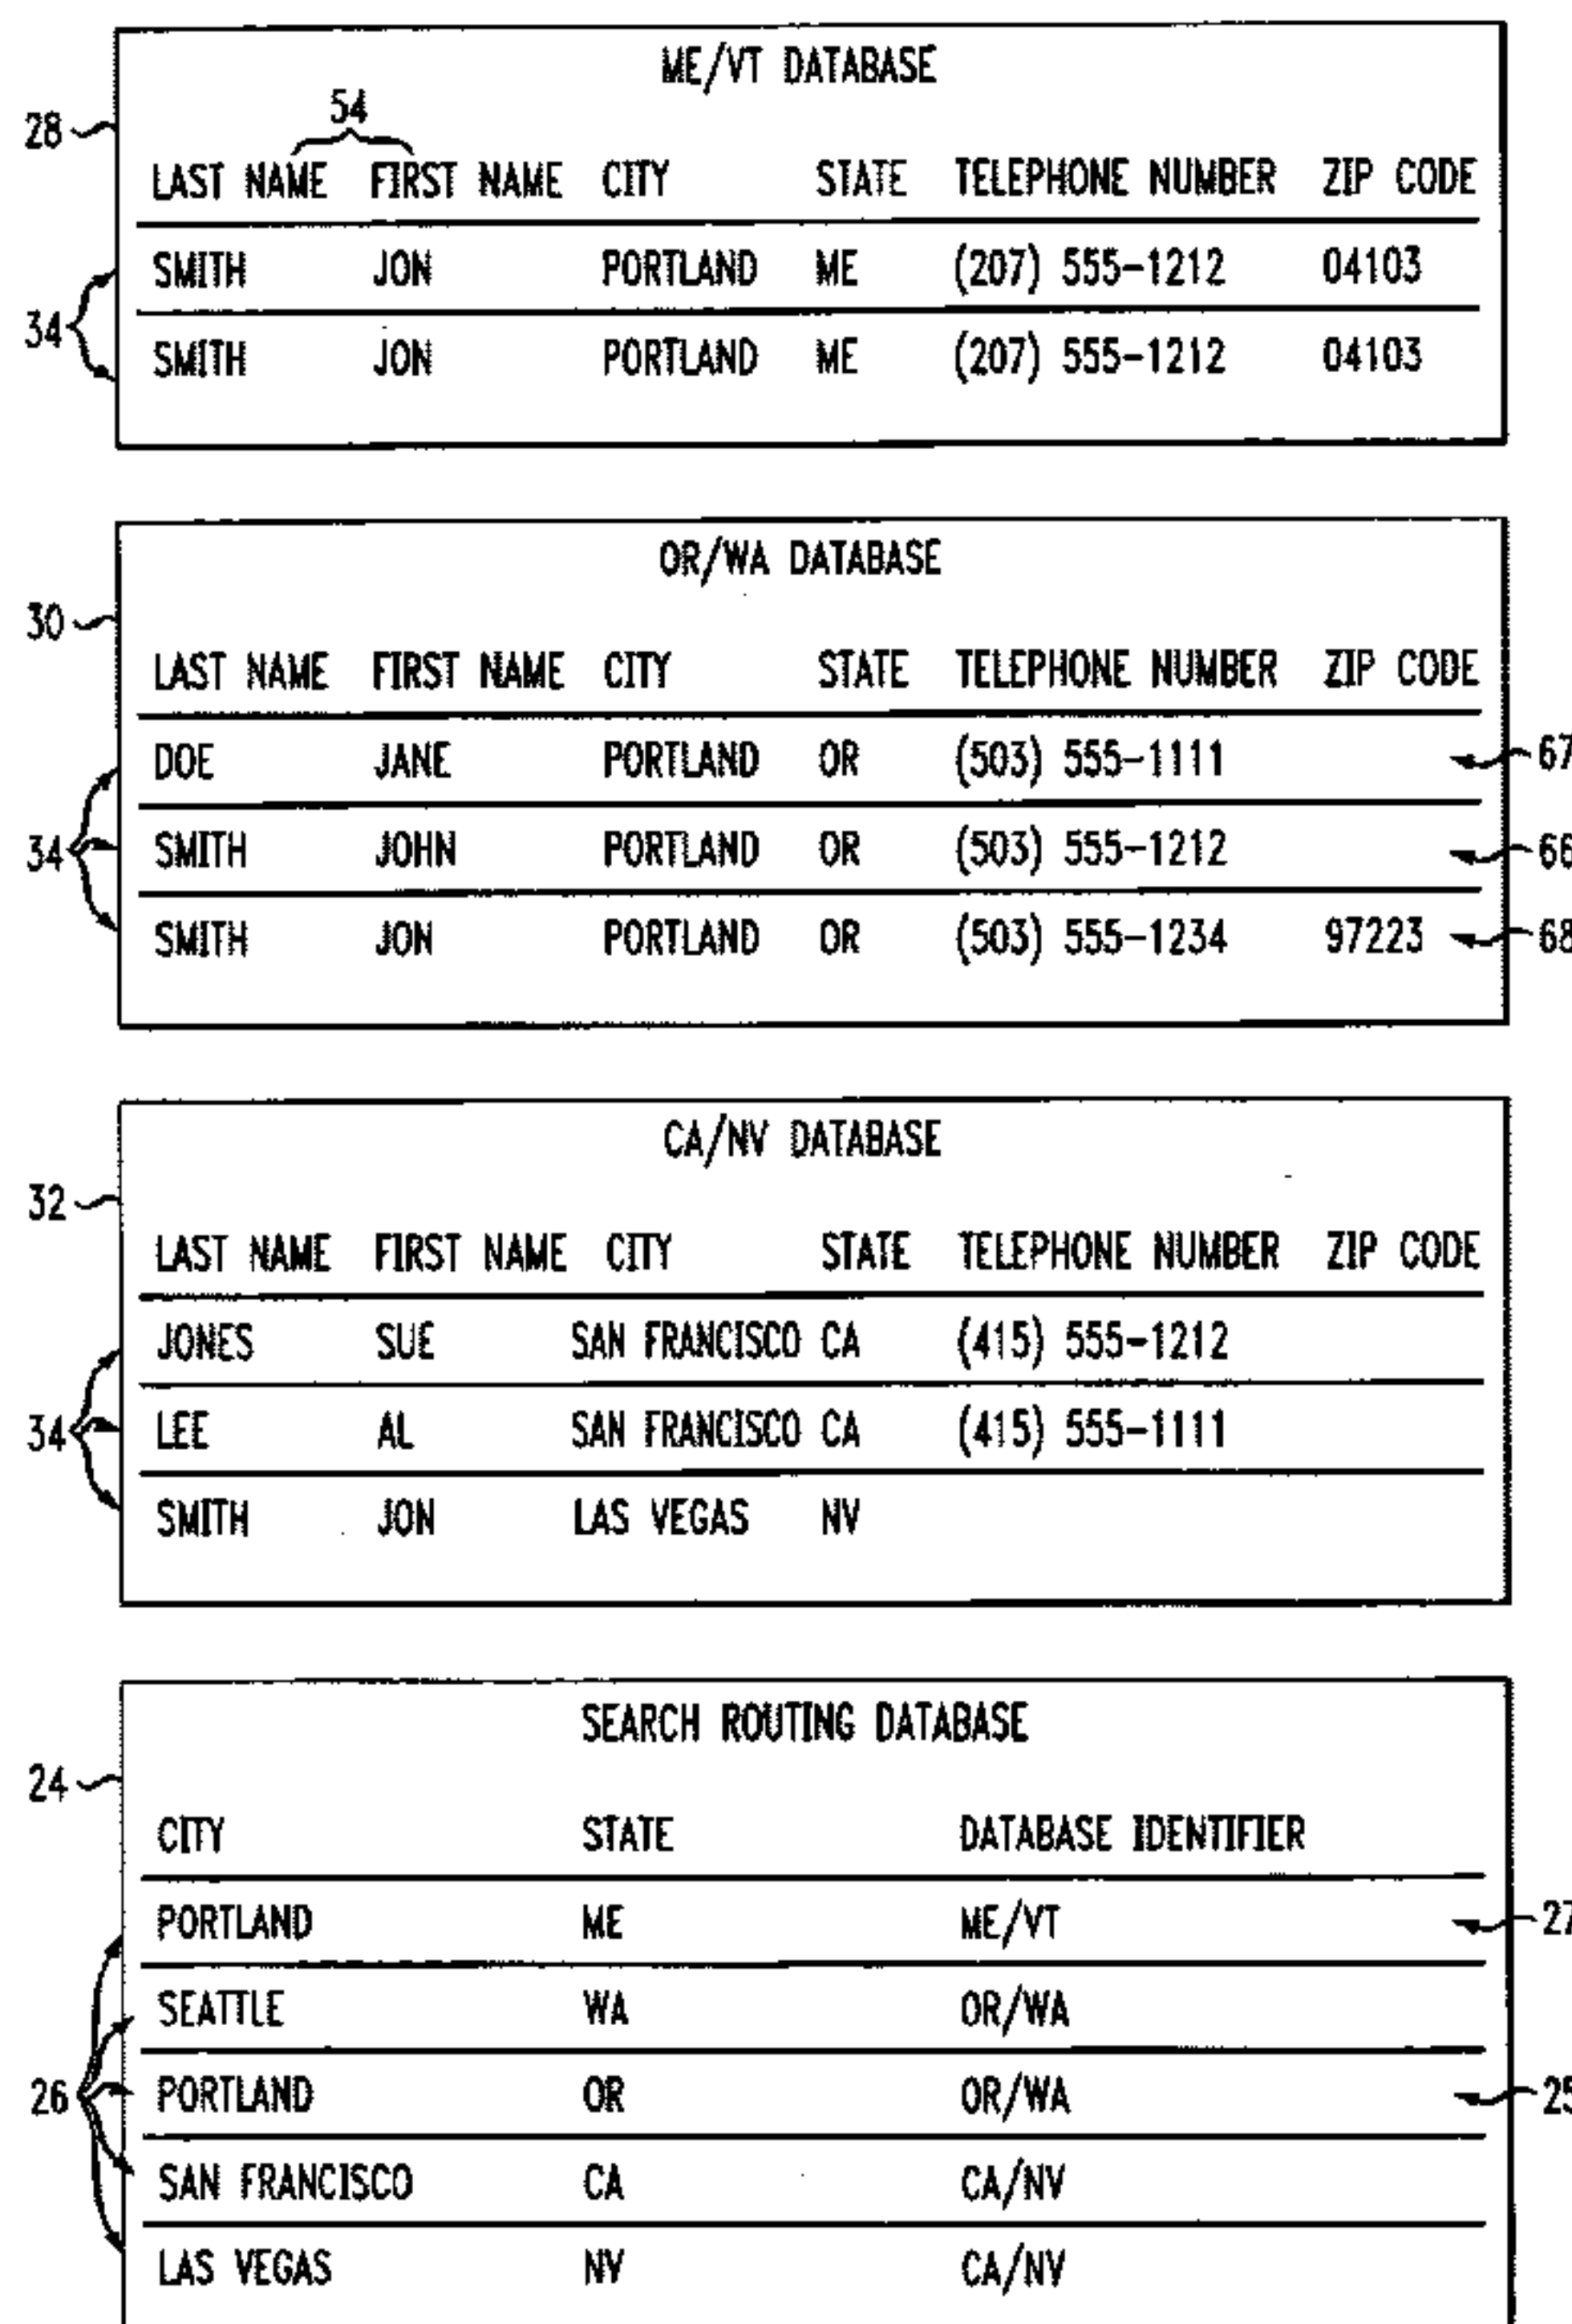 ME/VT DATABASE
54
28
LAST NAME FIRST NAME CITY STATE TELEPHONE NUMBER ZIP CODE
SMITH JON PORTLAND ME (207) 555-1212 04103
34
SMITH JON PORTLAND ME (207) 555-1212 04103
OR/WA DATABASE
30
LAST NAME FIRST NAME CITY STATE TELEPHONE NUMBER ZIP CODE
DOE JANE PORTLAND OR (503) 555-1111 67
34 SMITH JOHN PORTLAND OR (503) 555-1212 66
SMITH JON PORTLAND OR (503) 555-1234 97223 68
CA/NV DATABASE
32
LAST NAME FIRST NAME CITY STATE TELEPHONE NUMBER ZIP CODE
JONES SUE SAN FRANCISCO CA (415) 555-1212
34 LEE AL SAN FRANCISCO CA (415) 555-1111
SMITH JON LAS VEGAS NV
SEARCH ROUTING DATABASE
24
CITY STATE DATABASE IDENTIFIER
PORTLAND ME ME/VT 27
SEATTLE WA OR/WA
26 PORTLAND OR OR/WA 25
SAN FRANCISCO CA CA/NV
LAS VEGAS NV CA/NV